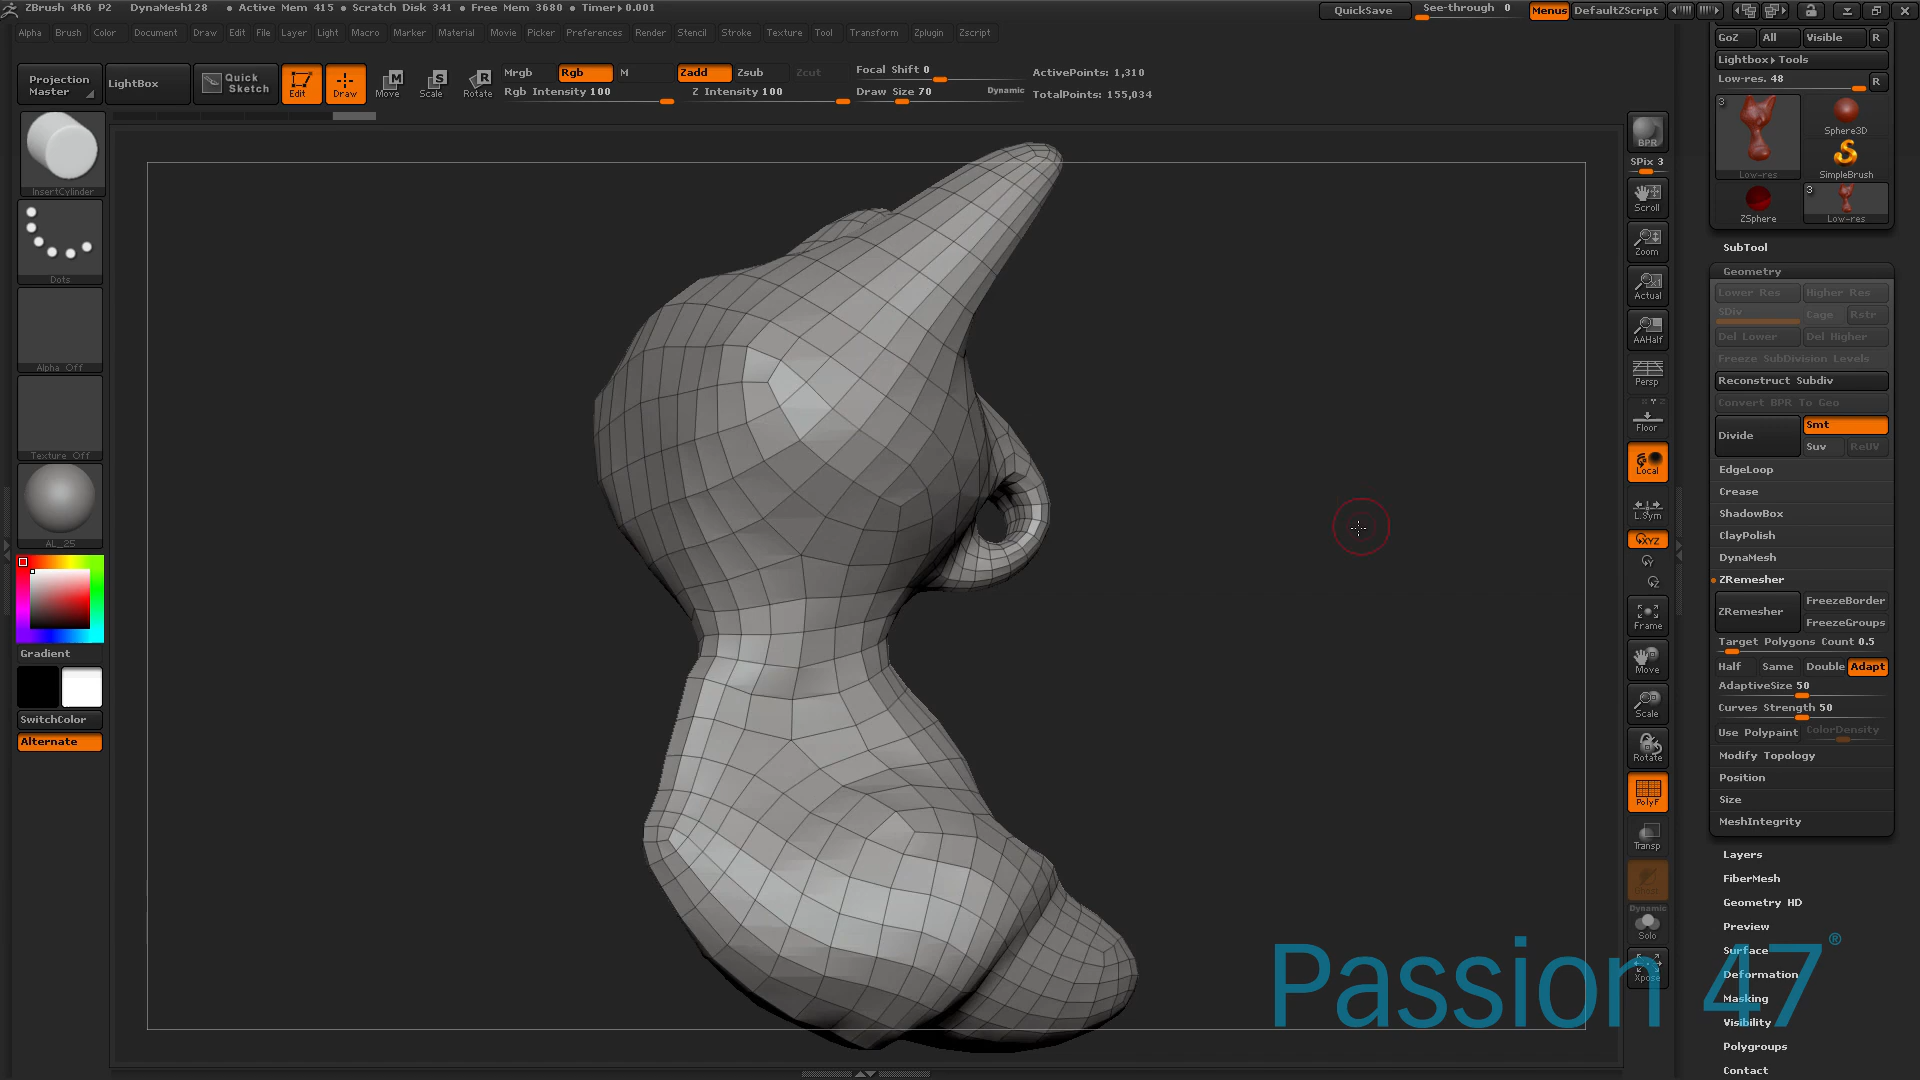 ZBrush 4R6 P2 DynaMesh128 • Active Mem 415 • Scratch Disk 341 • Free Mem 3680 • Timer▸0.001
QuickSave
See-through 0
Menus
DefaultZScript
Alpha Brush Color Document Draw Edit File Layer Light Macro Marker Material Movie Picker Preferences Render Stencil Stroke Texture Tool Transform Zplugin Zscript
Projection Master
LightBox
Quick Sketch
Edit
Draw
Move
Scale
Rotate
Mrgb Rgb M
Rgb Intensity 100
Zadd Zsub Zcut
Z Intensity 100
Focal Shift 0
Draw Size 70
Dynamic
ActivePoints: 1,310
TotalPoints: 155,034
InsertCylinder
Dots
Alpha Off
Texture Off
AL_25
Gradient
SwitchColor
Alternate
BPR
SPix 3
Scroll
Zoom
Actual
AAHalf
Persp
Floor
Local
L.Sym
XYZ
Y
Z
Frame
Move
Scale
Rotate
PolyF
Transp
Ghost
Dynamic
Solo
Xpose
GoZ All Visible R
Lightbox▸Tools
Low-res. 48 R
3
Low-res
Sphere3D
SimpleBrush
ZSphere
3
Low-res
SubTool
Geometry
Lower Res Higher Res
SDiv Cage Rstr
Del Lower Del Higher
Freeze SubDivision Levels
Reconstruct Subdiv
Convert BPR To Geo
Divide
Smt
Suv ReUV
EdgeLoop
Crease
ShadowBox
ClayPolish
DynaMesh
ZRemesher
ZRemesher
FreezeBorder
FreezeGroups
Target Polygons Count 0.5
Half Same Double Adapt
AdaptiveSize 50
Curves Strength 50
Use Polypaint ColorDensity
Modify Topology
Position
Size
MeshIntegrity
Layers
FiberMesh
Geometry HD
Preview
Surface
Deformation
Masking
Visibility
Polygroups
Contact
Passion 47®